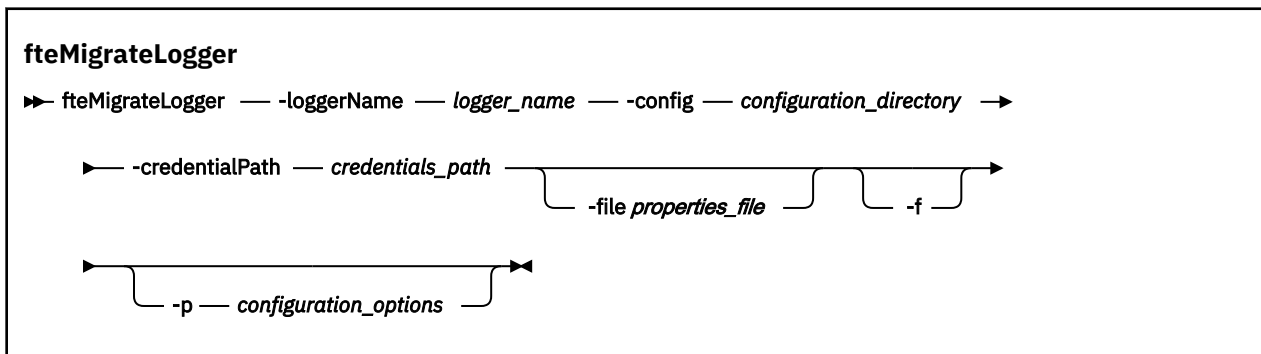 fteMigrateLogger
fteMigrateLogger -loggerName logger_name -config configuration_directory
-credentialPath credentials_path
-file properties_file -f
-p configuration_options